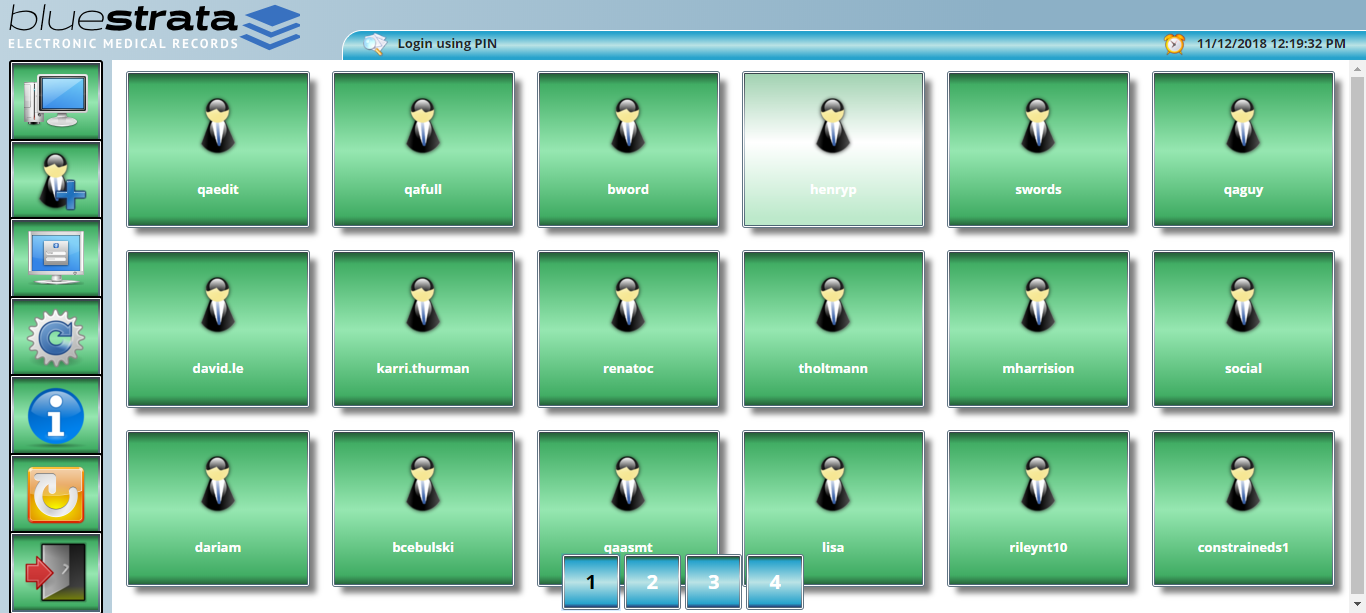 bluestrata
ELECTRONIC MEDICAL RECORDS
Login using PIN
11/12/2018 12:19:32 PM
qaedit
qafull
bword
henryp
swords
qaguy
david.le
karri.thurman
renatoc
tholtmann
mharrision
social
dariam
bcebulski
qaasmt
lisa
rileynt10
constraineds1
1
2
3
4